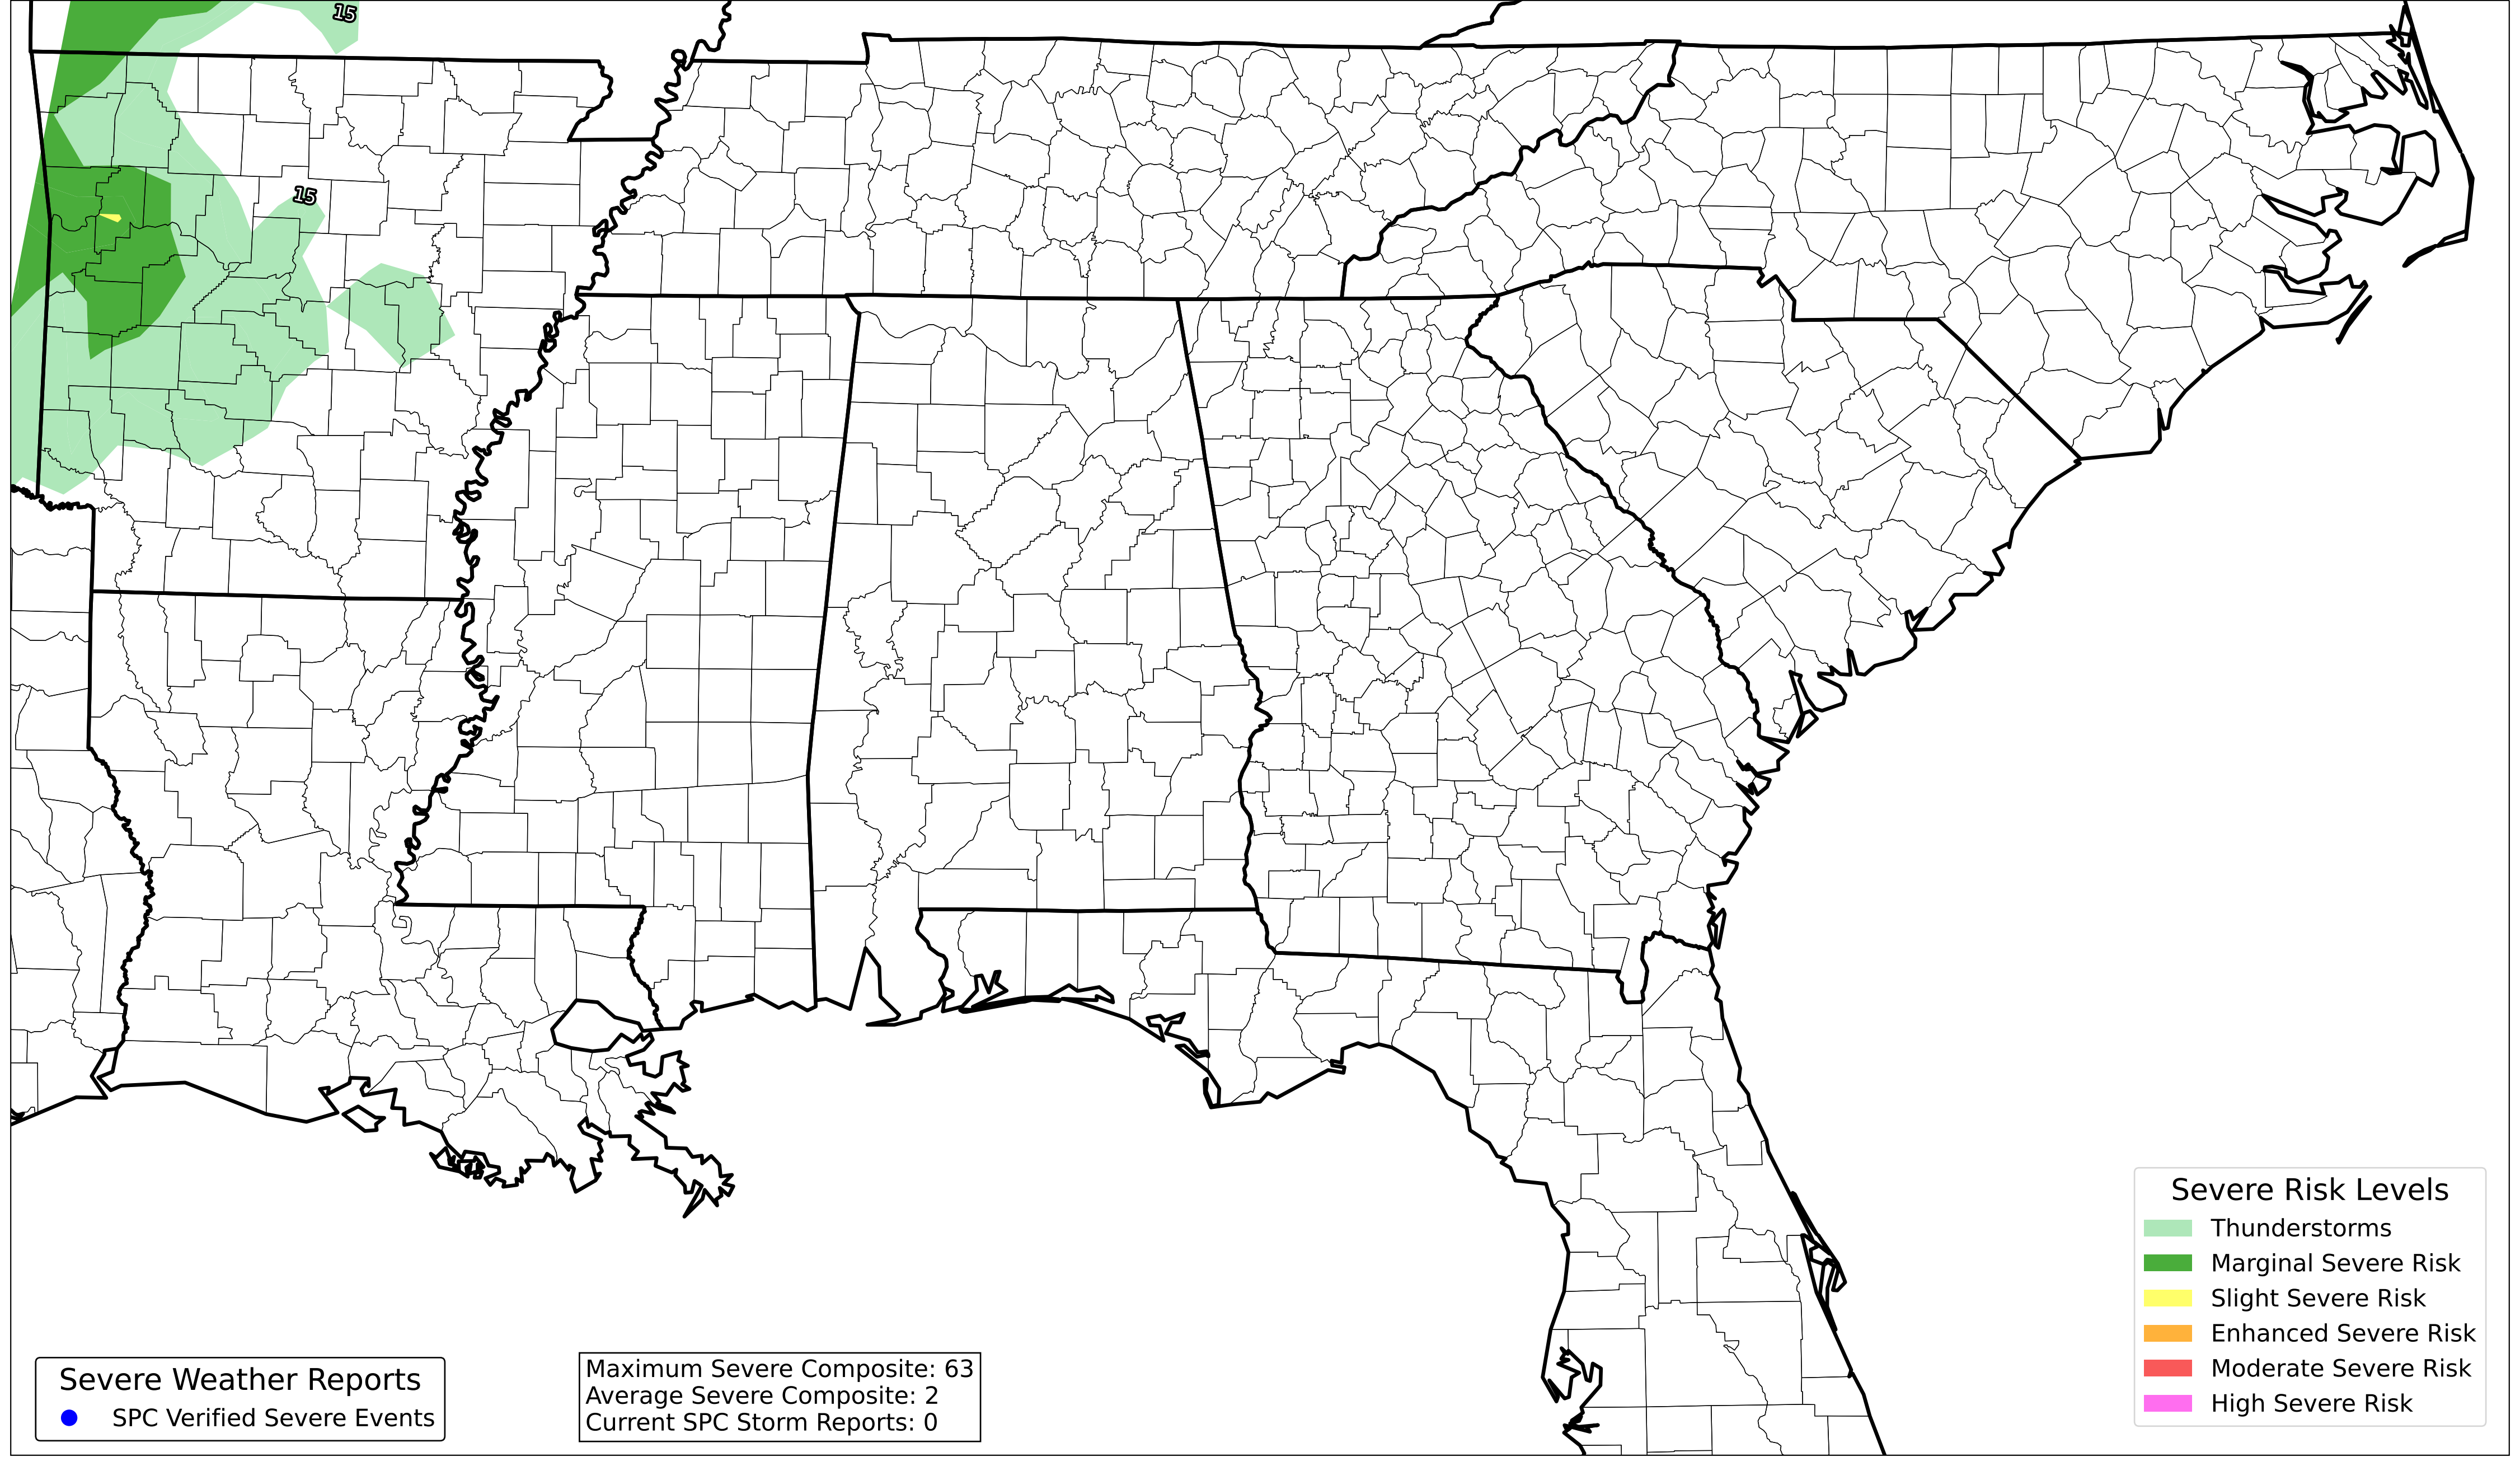 15
15
Severe Risk Levels
Thunderstorms
Marginal Severe Risk
Slight Severe Risk
Enhanced Severe Risk
Moderate Severe Risk
High Severe Risk
Severe Weather Reports
SPC Verified Severe Events
Maximum Severe Composite: 63
Average Severe Composite: 2
Current SPC Storm Reports: 0